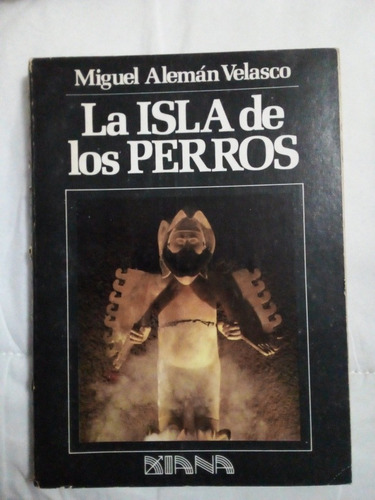 Miguel Alemán Velasco
La ISLA de
los PERROS
DIANA